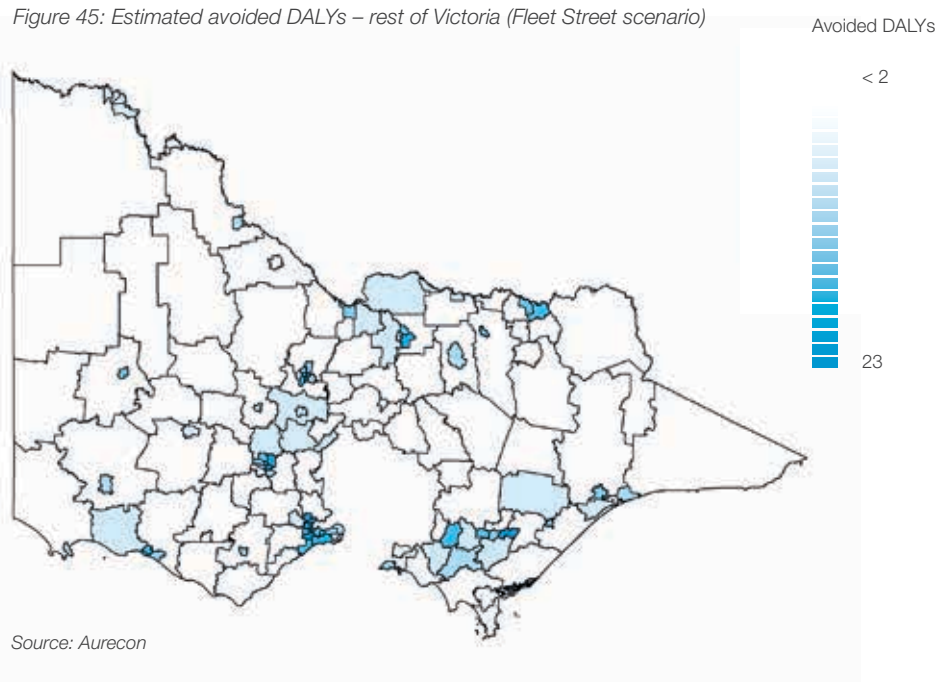 Figure 45: Estimated avoided DALYs – rest of Victoria (Fleet Street scenario)
Avoided DALYs
< 2
23
Source: Aurecon